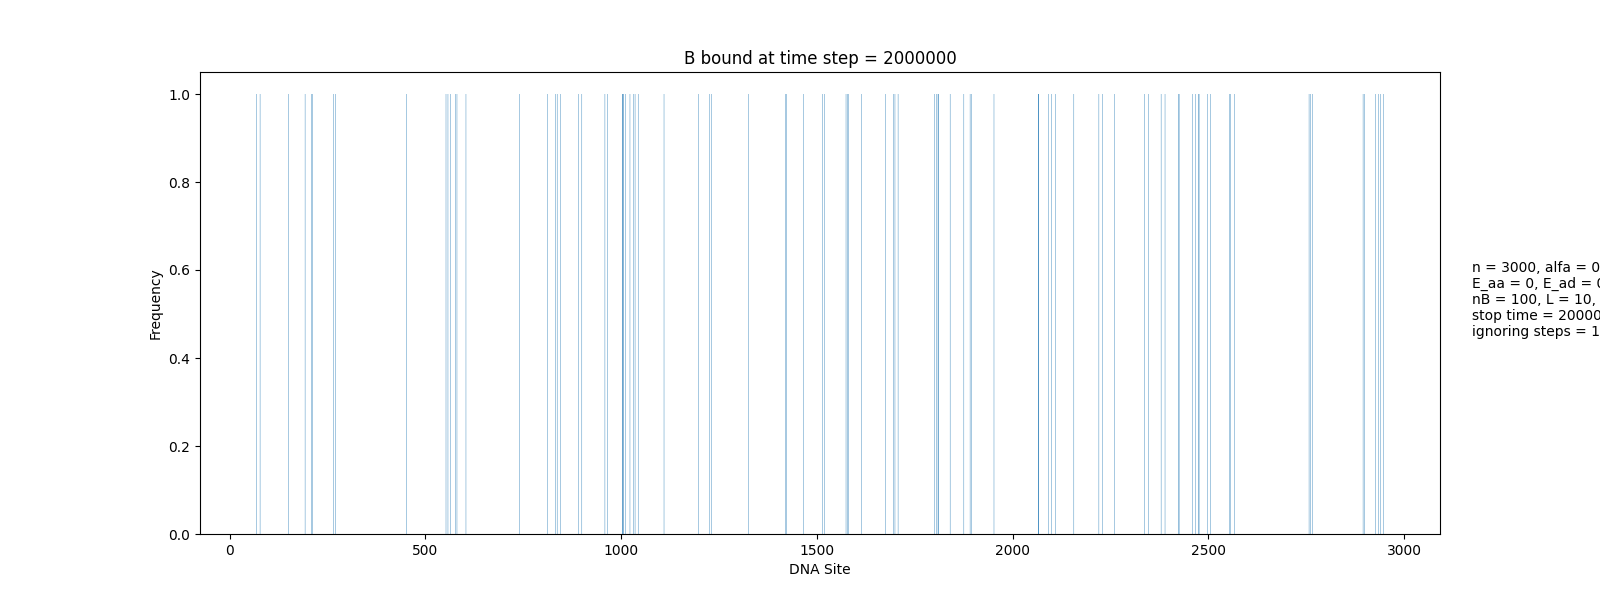 B bound at time step = 2000000
1.0
0.8
0.6
0.4
0.2
0.0
Frequency
0 500 1000 1500 2000 2500 3000
DNA Site
n = 3000, alfa = 0
E_aa = 0, E_ad = 0
nB = 100, L = 10,
stop time = 20000
ignoring steps = 1